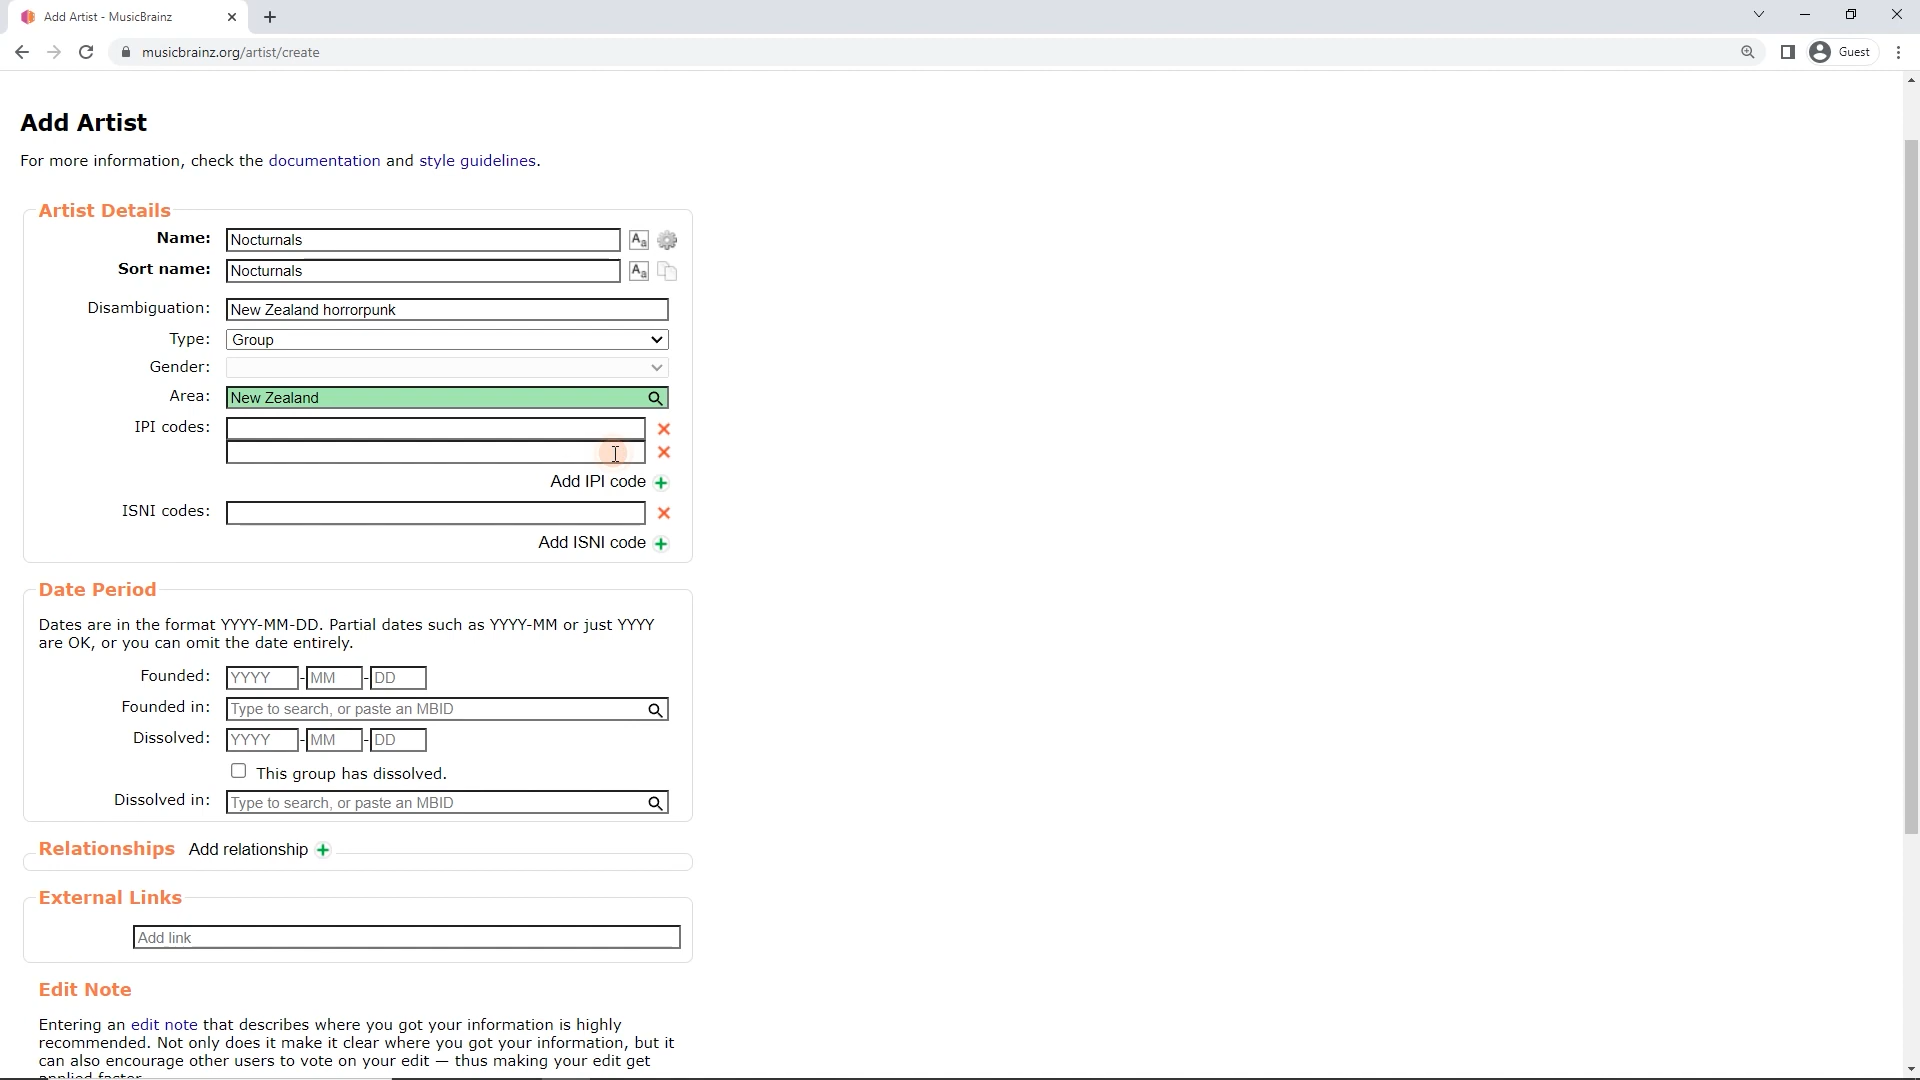 Add Artist - MusicBrainz
musicbrainz.org/artist/create
Guest
Add Artist
For more information, check the documentation and style guidelines.
Artist Details
Name: Nocturnals
Sort name: Nocturnals
Disambiguation: New Zealand horrorpunk
Type: Group
Gender:
Area: New Zealand
IPI codes:
Add IPI code
ISNI codes:
Add ISNI code
Date Period
Dates are in the format YYYY-MM-DD. Partial dates such as YYYY-MM or just YYYY
are OK, or you can omit the date entirely.
Founded: YYYY - MM - DD
Founded in: Type to search, or paste an MBID
Dissolved: YYYY - MM - DD
This group has dissolved.
Dissolved in: Type to search, or paste an MBID
Relationships Add relationship
External Links
Add link
Edit Note
Entering an edit note that describes where you got your information is highly
recommended. Not only does it make it clear where you got your information, but it
can also encourage other users to vote on your edit — thus making your edit get
applied faster.